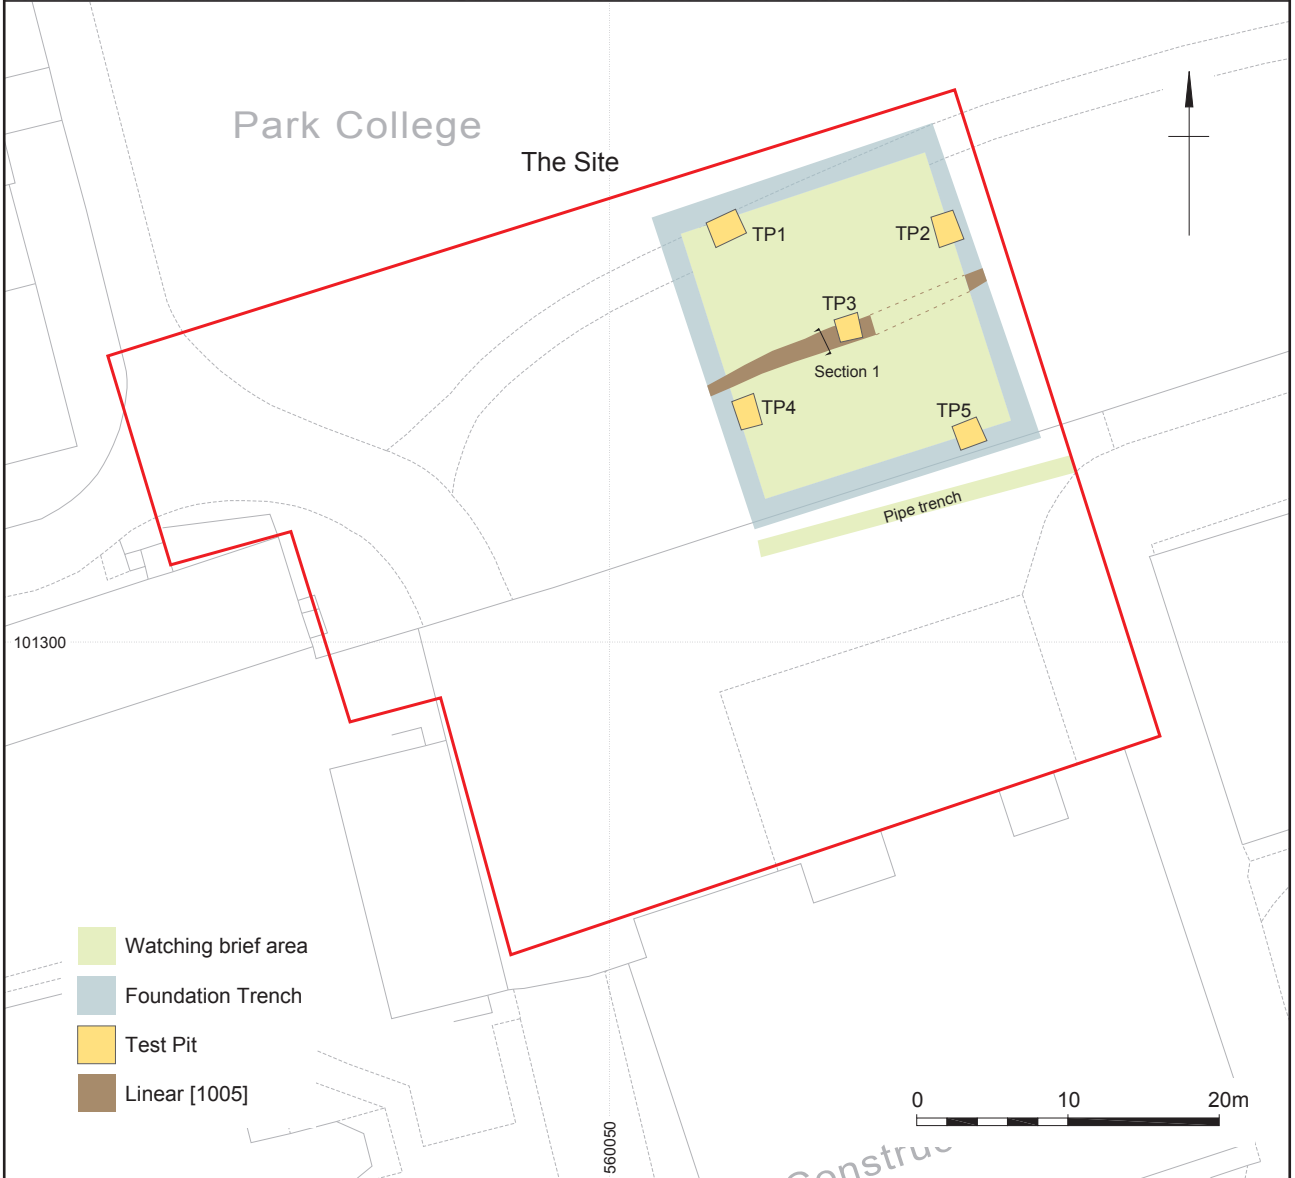 Park College
The Site
TP1
TP2
TP3
Section 1
TP4
TP5
Pipe trench
101300
Watching brief area
Foundation Trench
Test Pit
Linear [1005]
0 10 20m
560050
Construc